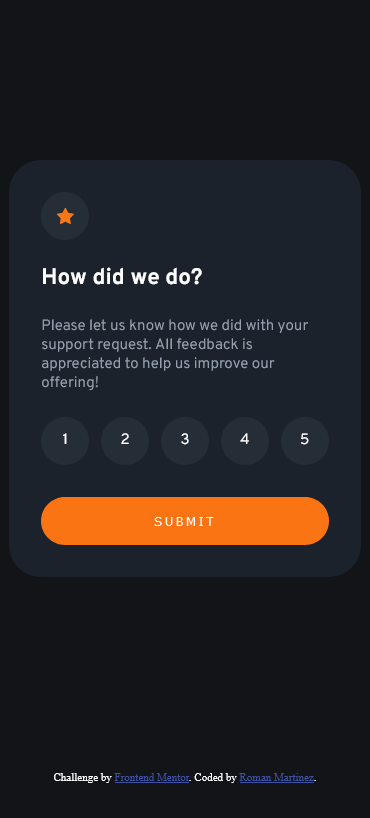 How did we do?
Please let us know how we did with your
support request. All feedback is
appreciated to help us improve our
offering!
1 2 3 4 5
SUBMIT
Challenge by Frontend Mentor. Coded by Roman Martinez.